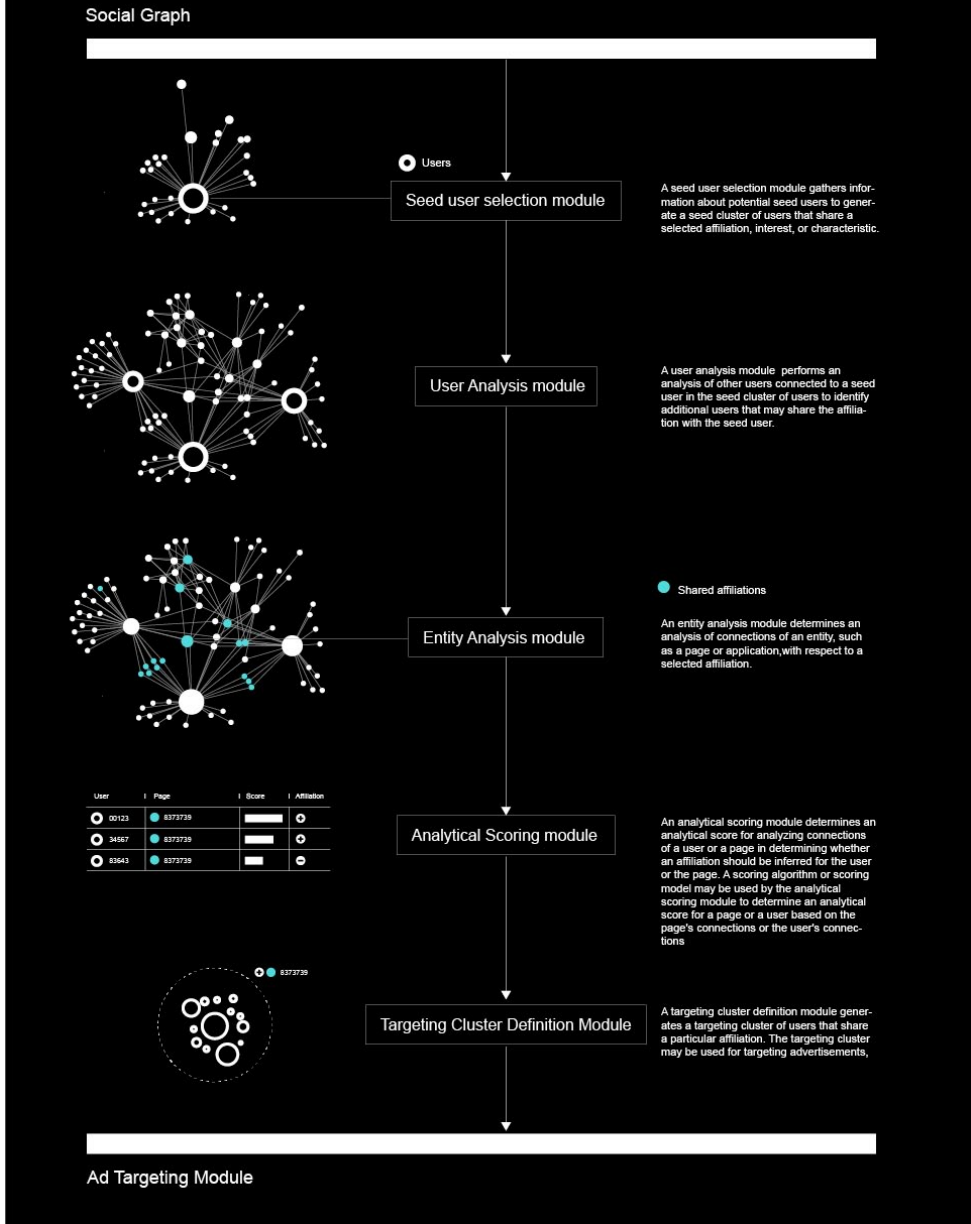 Social Graph
Users
Seed user selection module
A seed user selection module gathers infor-
mation about potential seed users to gener-
ate a seed cluster of users that share a
selected affiliation, interest, or characteristic.
User Analysis module
A user analysis module  performs an
analysis of other users connected to a seed
user in the seed cluster of users to identify
additional users that may share the affilia-
tion with the seed user.
Shared affiliations
Entity Analysis module
An entity analysis module determines an
analysis of connections of an entity, such
as a page or application,with respect to a
selected affiliation.
User | Page | Score | Affiliation
00123 8373739
34567 8373739
83643 8373739
Analytical Scoring module
An analytical scoring module determines an
analytical score for analyzing connections
of a user or a page in determining whether
an affiliation should be inferred for the user
or the page. A scoring algorithm or scoring
model may be used by the analytical
scoring module to determine an analytical
score for a page or a user based on the
page's connections or the user's connec-
tions
8373739
Targeting Cluster Definition Module
A targeting cluster definition module gener-
ates a targeting cluster of users that share
a particular affiliation. The targeting cluster
may be used for targeting advertisements,
Ad Targeting Module